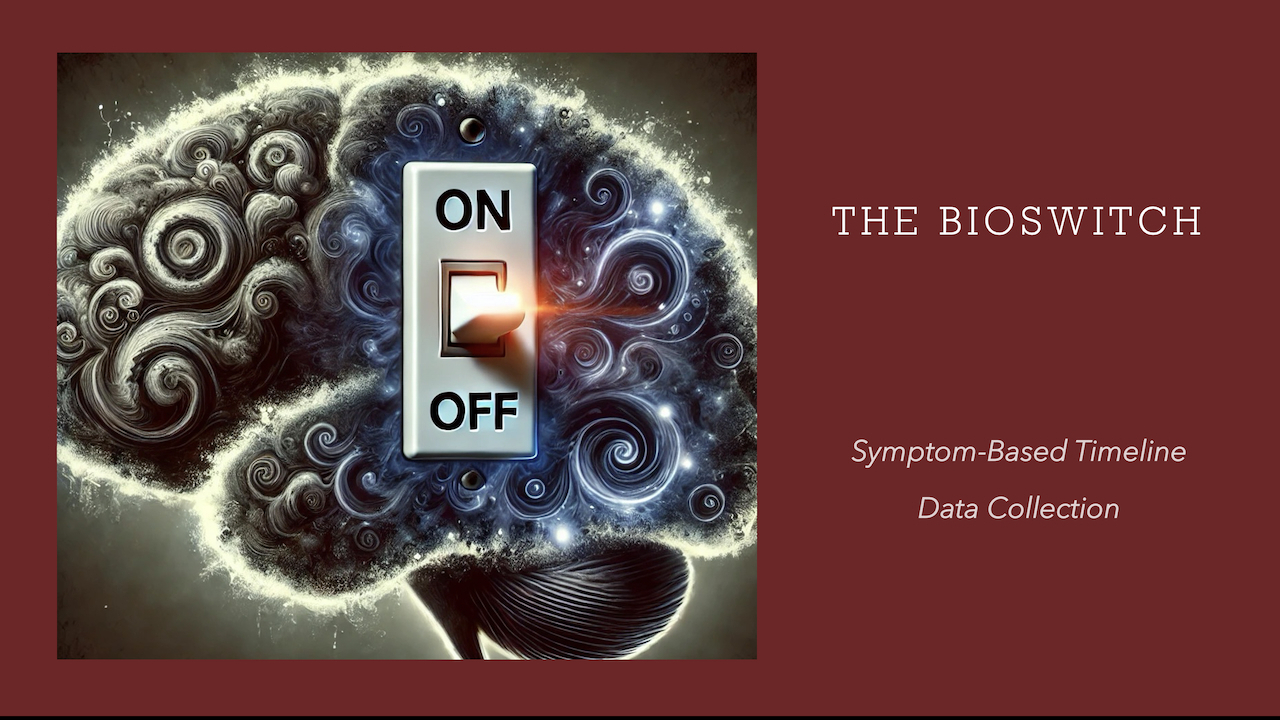 ON
OFF
THE BIOSWITCH
Symptom-Based Timeline
Data Collection